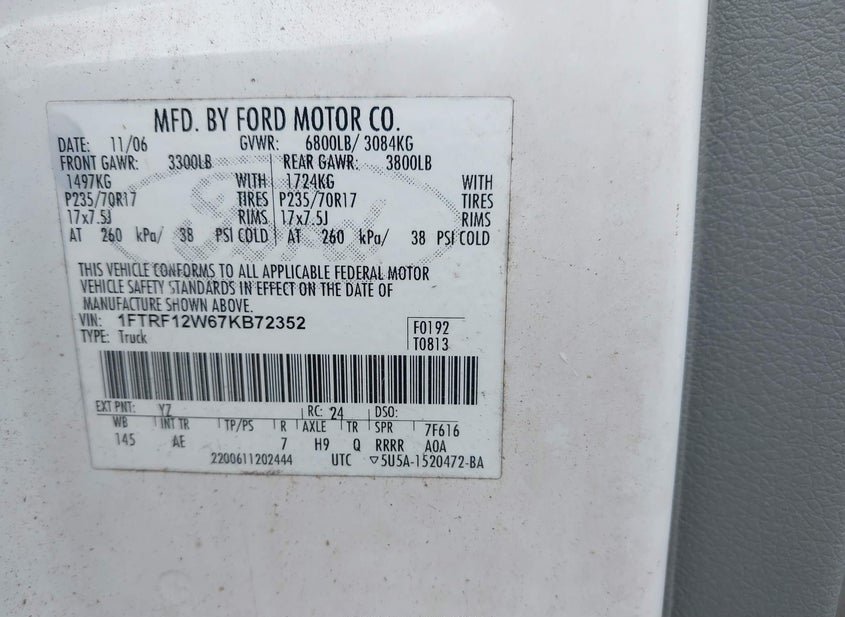 MFD. BY FORD MOTOR CO.
DATE: 11/06 GVWR: 6800LB/ 3084KG
FRONT GAWR: 3300LB REAR GAWR: 3800LB
1497KG WITH 1724KG WITH
P235/70R17 TIRES P235/70R17 TIRES
17x7.5J RIMS 17x7.5J RIMS
AT 260 kPa/ 38 PSI COLD AT 260 kPa/ 38 PSI COLD
THIS VEHICLE CONFORMS TO ALL APPLICABLE FEDERAL MOTOR
VEHICLE SAFETY STANDARDS IN EFFECT ON THE DATE OF
MANUFACTURE SHOWN ABOVE.
VIN: 1FTRF12W67KB72352 F0192
TYPE: Truck T0813
EXT PNT: YZ RC: 24 DSO:
WB INT TR TP/PS R AXLE TR SPR 7F616
145 AE 7 H9 Q RRRR A0A
2200611202444 UTC ▽5U5A-1520472-BA
Ford